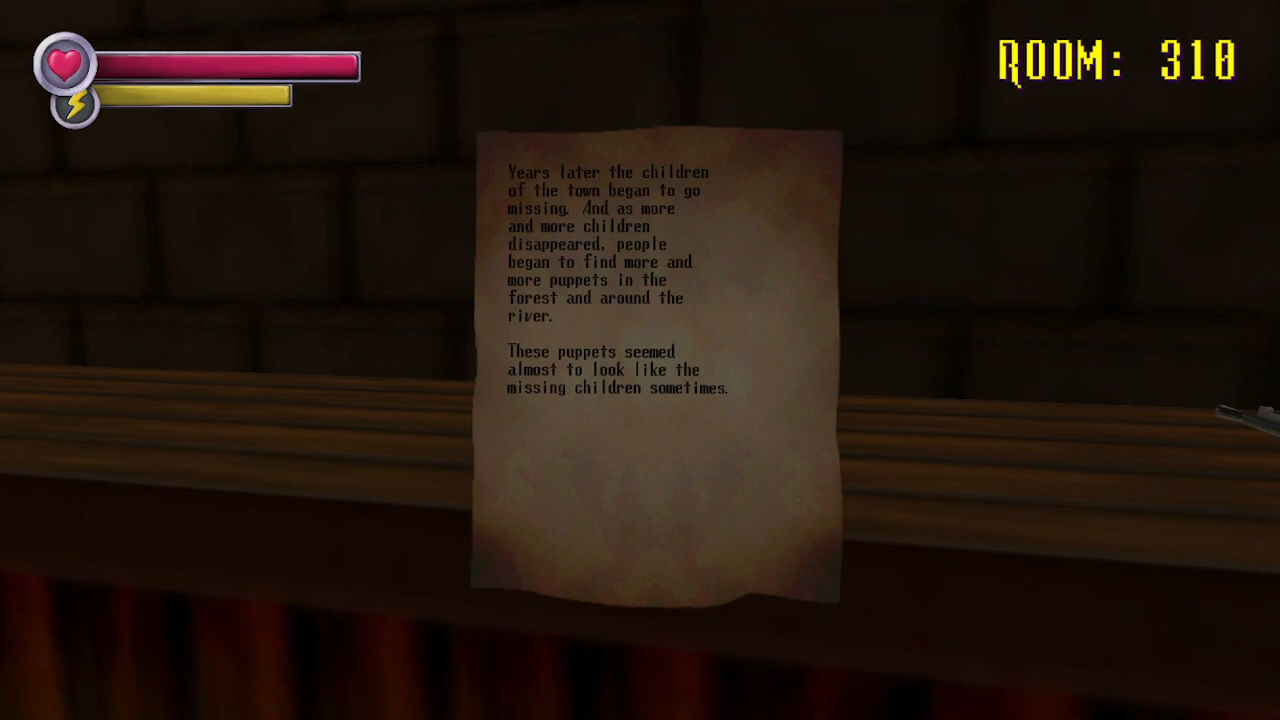 ROOM: 310
Years later the children
of the town began to go
missing. And as more
and more children
disappeared, people
began to find more and
more puppets in the
forest and around the
river.
These puppets seemed
almost to look like the
missing children sometimes.